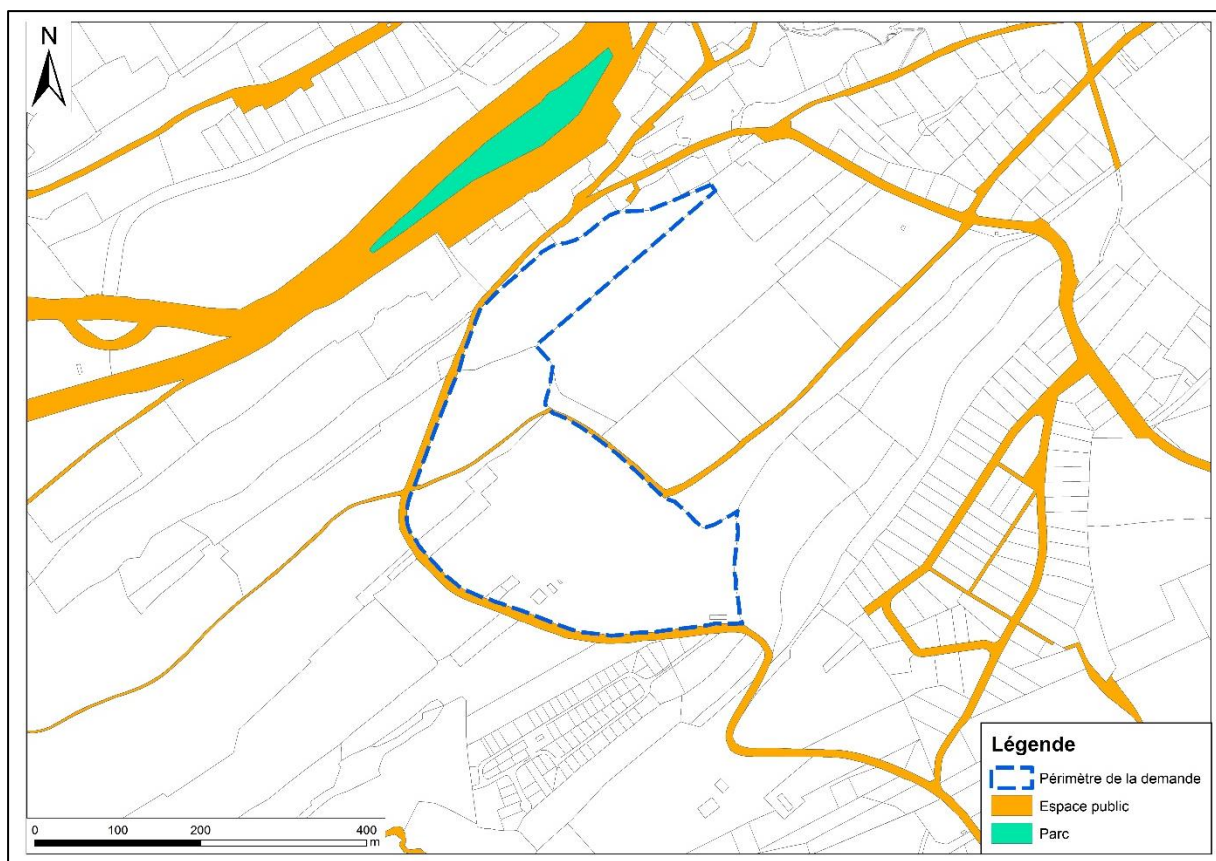 N
Légende
Périmètre de la demande
Espace public
Parc
0 100 200 400
m